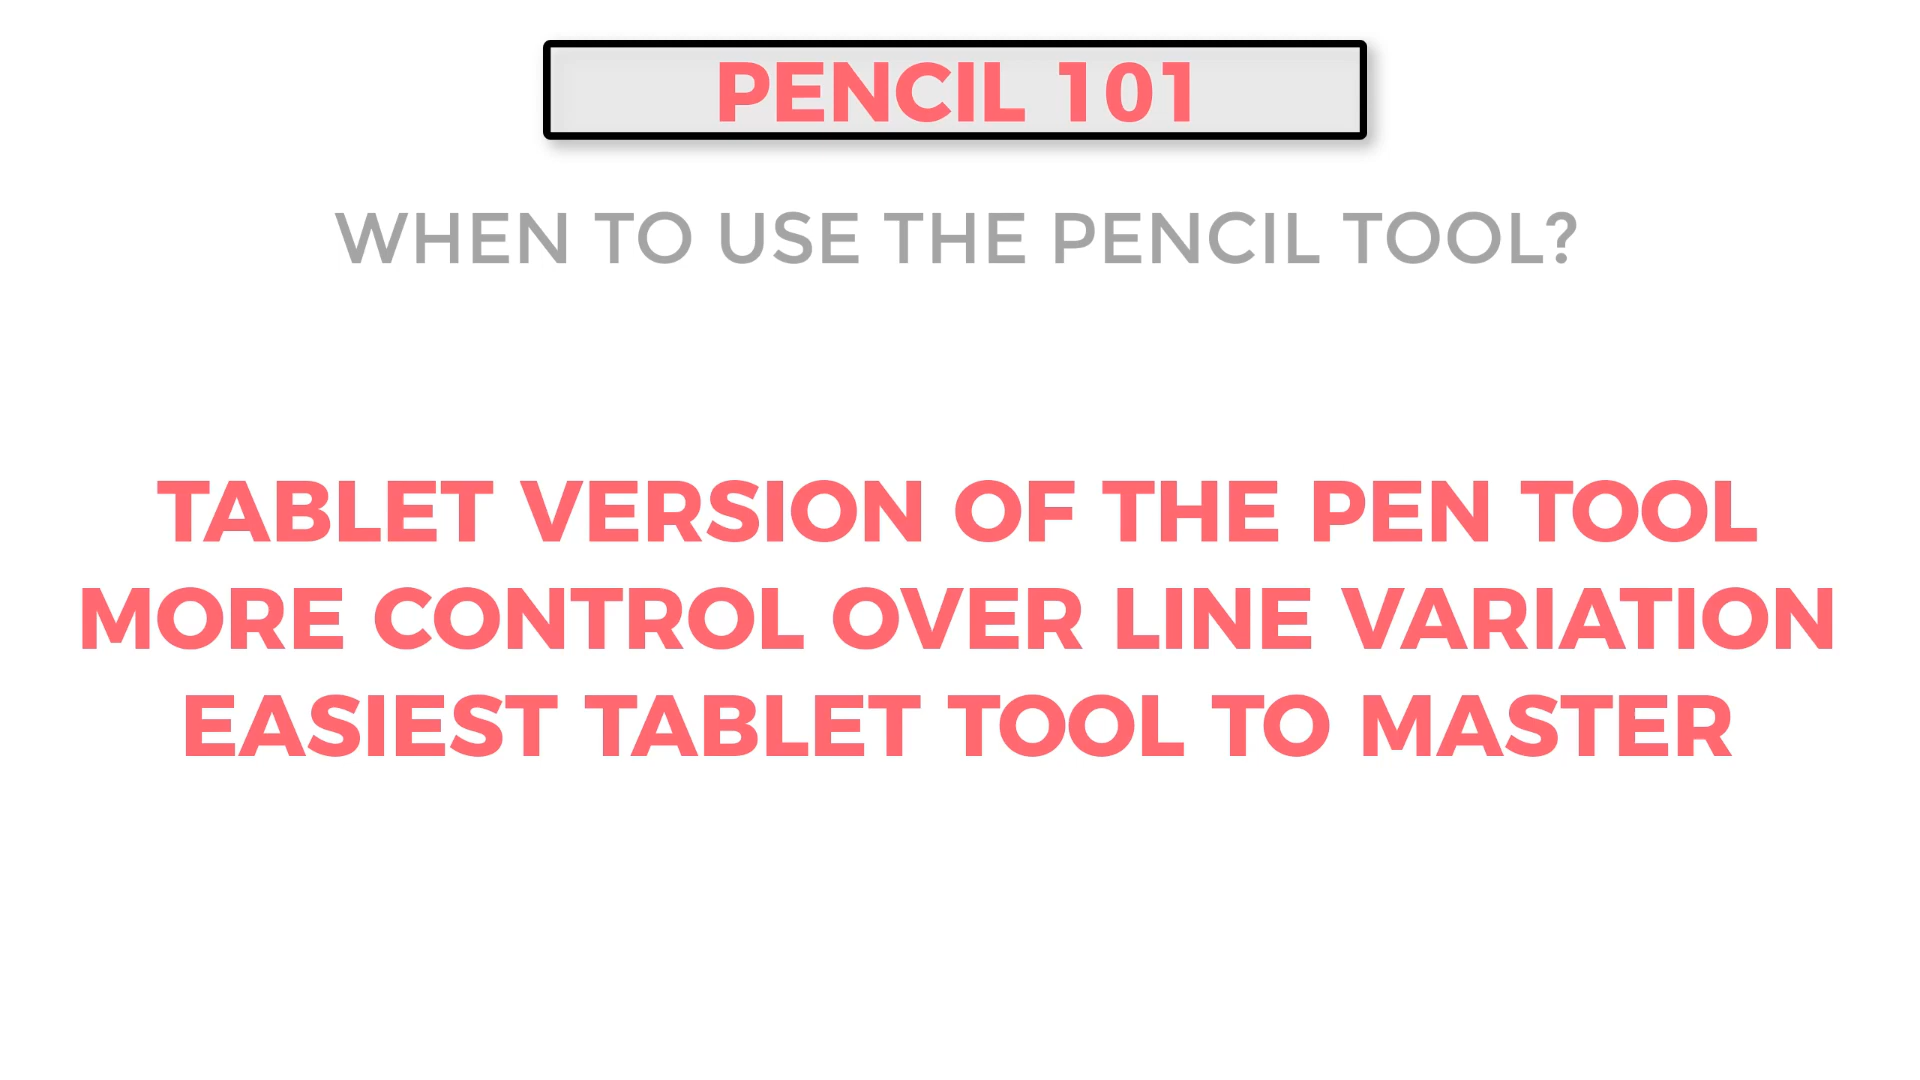 PENCIL 101
WHEN TO USE THE PENCIL TOOL?
TABLET VERSION OF THE PEN TOOL
MORE CONTROL OVER LINE VARIATION
EASIEST TABLET TOOL TO MASTER